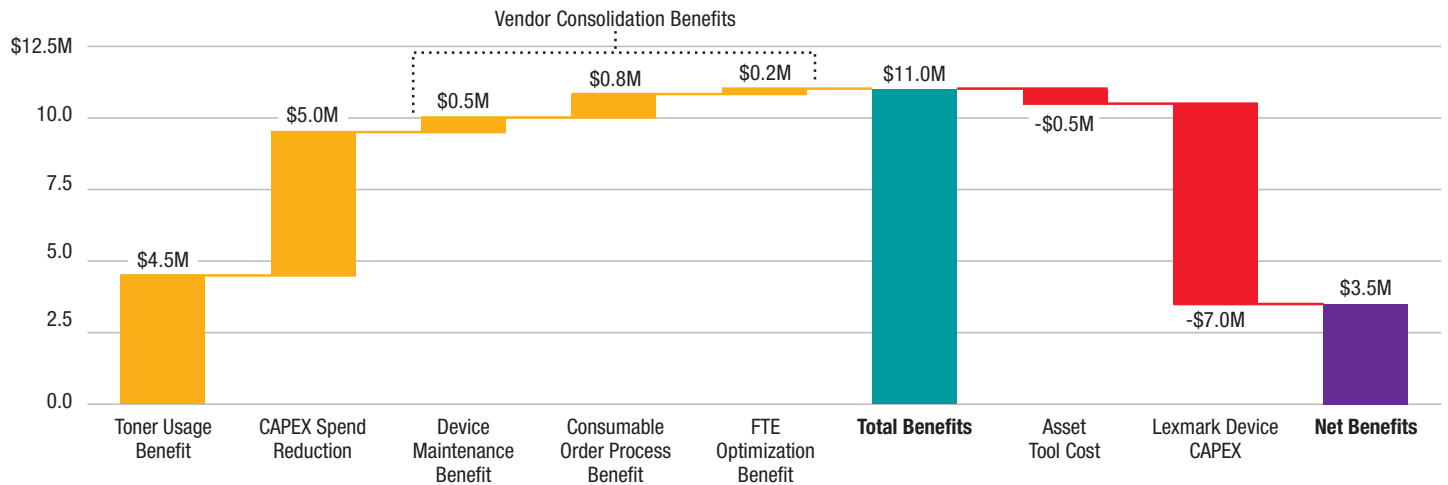 Vendor Consolidation Benefits
$12.5M
10.0
7.5
5.0
2.5
0.0
$4.5M
$5.0M
$0.5M
$0.8M
$0.2M
$11.0M
-$0.5M
-$7.0M
$3.5M
Toner Usage
Benefit
CAPEX Spend
Reduction
Device
Maintenance
Benefit
Consumable
Order Process
Benefit
FTE
Optimization
Benefit
Total Benefits
Asset
Tool Cost
Lexmark Device
CAPEX
Net Benefits